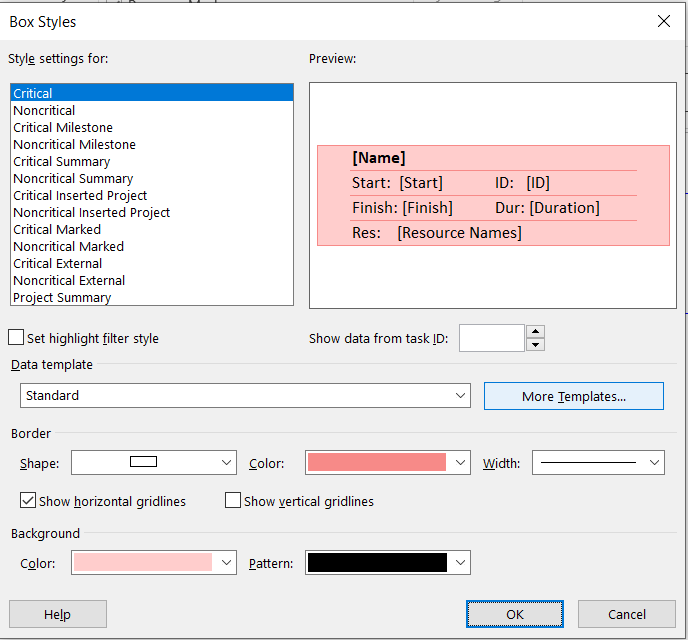 Box Styles
Style settings for:
Preview:
Critical
Noncritical
Critical Milestone
Noncritical Milestone
Critical Summary
Noncritical Summary
Critical Inserted Project
Noncritical Inserted Project
Critical Marked
Noncritical Marked
Critical External
Noncritical External
Project Summary
[Name]
Start: [Start] ID: [ID]
Finish: [Finish] Dur: [Duration]
Res: [Resource Names]
Set highlight filter style
Show data from task ID:
Data template
Standard
More Templates...
Border
Shape: Color: Width:
Show horizontal gridlines
Show vertical gridlines
Background
Color: Pattern:
Help
OK
Cancel